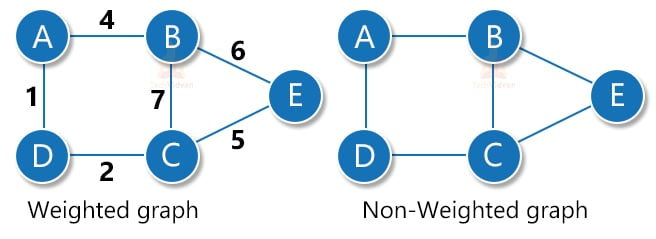 A 4 B
6
1 7 E
5
D 2 C
Weighted graph
A B
E
D C
Non-Weighted graph